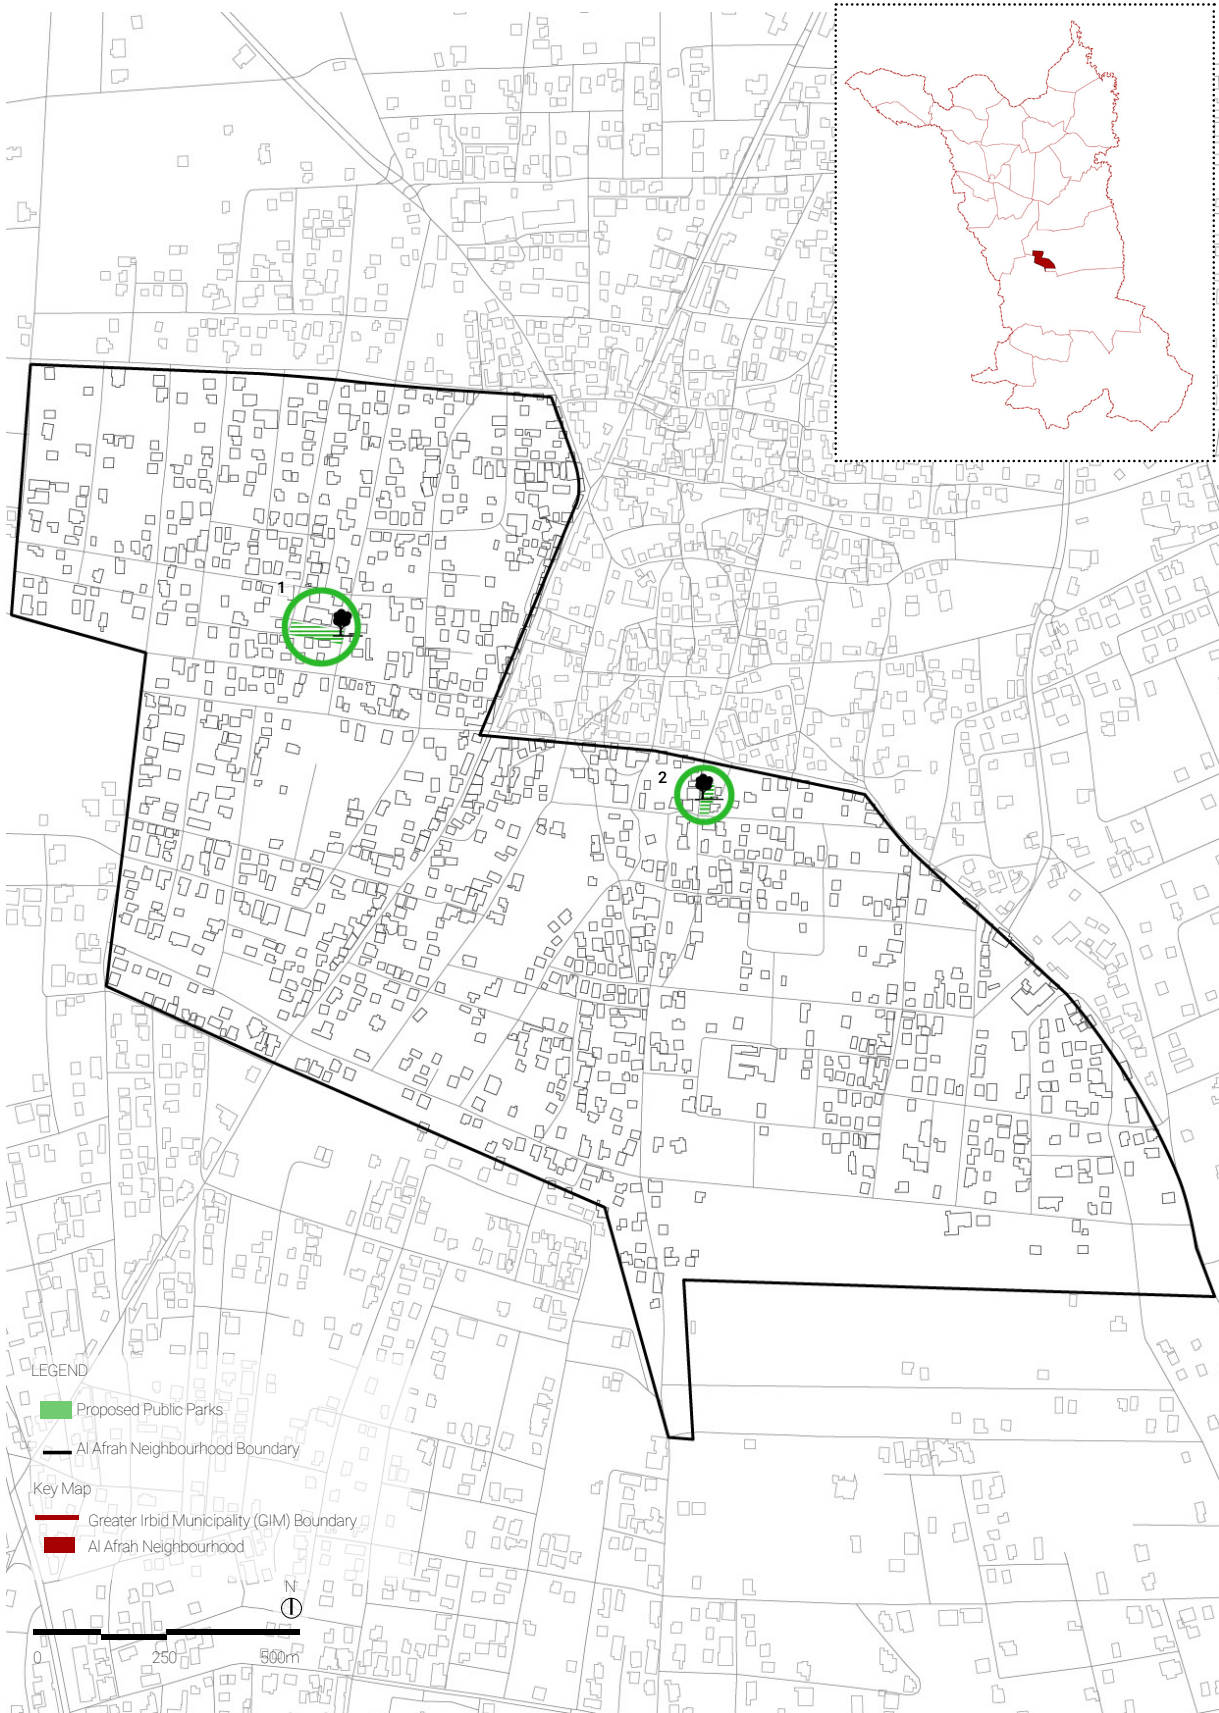 1
2
LEGEND
Proposed Public Parks
Al Afrah Neighbourhood Boundary
Key Map
Greater Irbid Municipality (GIM) Boundary
Al Afrah Neighbourhood
N
0 250 500m